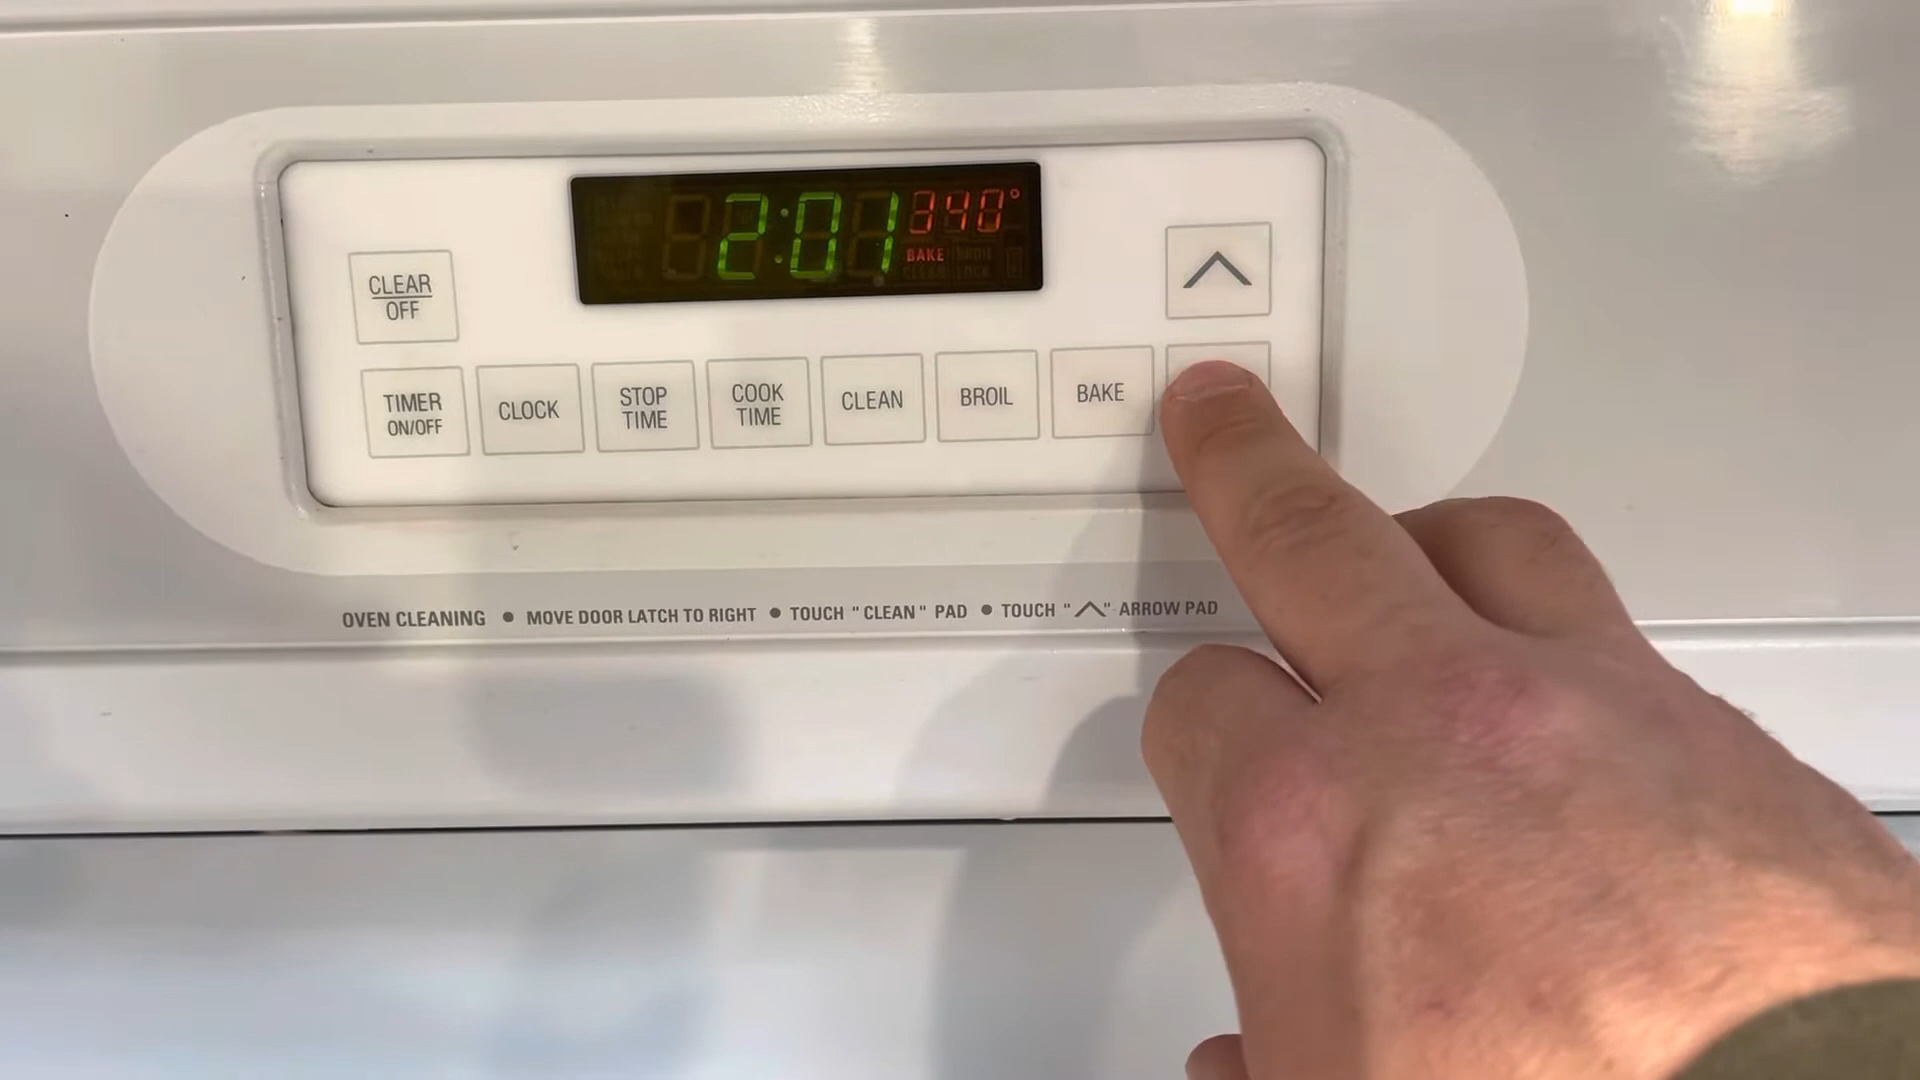 2:01 340°
BAKE BROIL
CLEAN LOCK
CLEAR
OFF
TIMER
ON/OFF
CLOCK
STOP
TIME
COOK
TIME
CLEAN
BROIL
BAKE
OVEN CLEANING • MOVE DOOR LATCH TO RIGHT • TOUCH "CLEAN" PAD • TOUCH "^" ARROW PAD